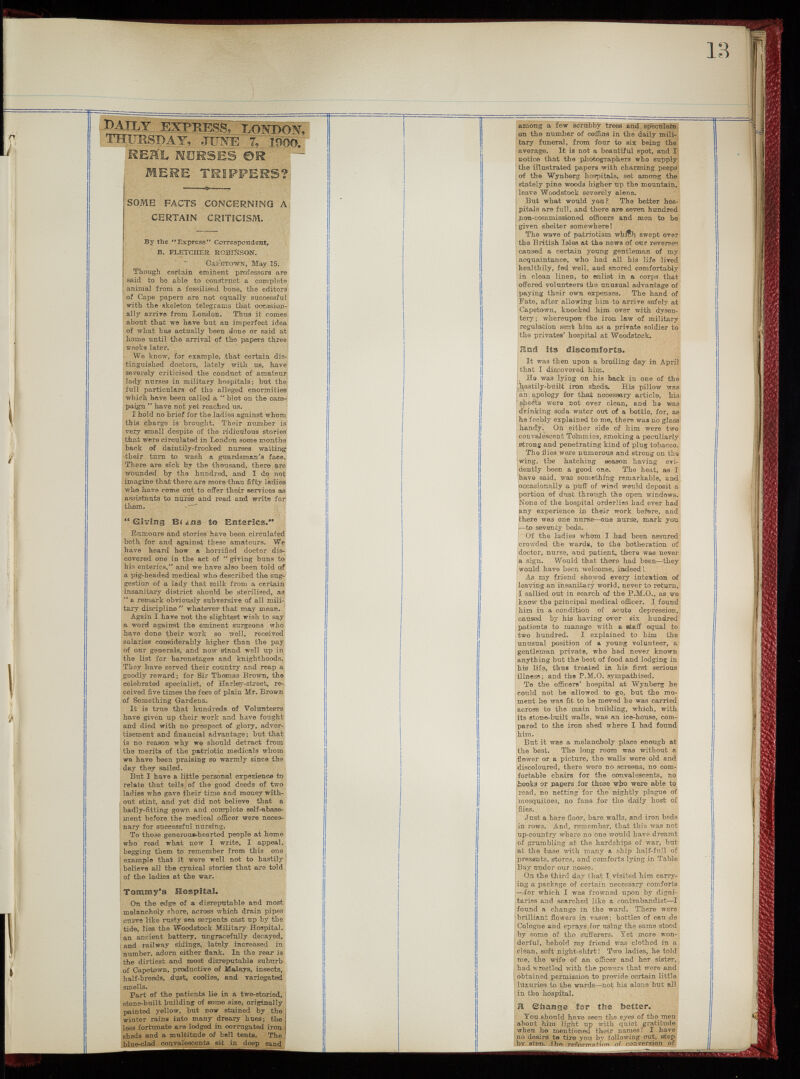 13
DAILY EXPRESS, LONDON,
THURSDAY, JUNE 7, 1900.
REAL NURSES OR
MERE TRIPPERS?
SOME FACTS CONCERNING A
CERTAIN CRITICISM.
By the "Express" Correspondent,
B. FLETCHER ROBINSON.
CAPETOWN, May 15.
Though certain eminent professors are
said to be able to construct a complete
animal from a fossilised bone, the editors
of Cape papers are not equally successful
with the skeleton telegrams that occasion-
ally arrive from London. Thus it comes
about that we have but an imperfect idea
of what has actually been done or said at
home until the arrival of the papers three
weeks later.
We know, for example, that certain dis-
tinguished doctors, lately with us, have
severely criticised the conduct of amateur
lady nurses in military hospitals; but the
full particulars of the alleged enormities
which have been called a "blot on the cam-
paign" have not yet reached us.
I hold no brief for the ladies against whom
this charge is brought. Their number is
very small despite of the ridiculous stories
that were circulated in London some months
back of daintily-frocked nurses waiting
their turn to wash a guardsman's face.
There are sick by the thousand, there are
wounded by the hundred, and I do not
imagine that there are more than fifty ladies
who have come out to offer their services as
assistants to nurse and read and write for
them.
"Giving Buns to Enterics."
Rumours and stories have been circulated
both for and against these amateurs. We
have heard how a horrified doctor dis-
covered one in the act of "giving buns to
his enterics," and we have also been told of
a pig-headed medical who described the sug-
gestion of a lady that milk from a certain
insanitary district should be sterilised, as
"a remark obviously subversive of all mili-
tary discipline" whatever that may mean.
Again I have not the slightest wish to say
a word against the eminent surgeons who
have done their work so well, received
salaries considerably higher than the pay
of our generals, and now stand well up in
the list for baronetages and knighthoods.
They have served their country and reap a
goodly reward; for Sir Thomas Brown, the
celebrated specialist, of Harley-street, re-
ceived five times the fees of plain Mr. Brown
of Something Gardens.
It is true that hundreds of Volunteers
have given up their work and have fought
and died with no prospect of glory, adver-
tisement and financial advantage; but that
is no reason why we should detract from
the merits of the patriotic medicals whom
we have been praising so warmly since the
day they sailed.
But I have a little personal experience to
relate that tells of the good deeds of two
ladies who gave their time and money with-
out stint, and yet did not believe that a
badly-fitting gown and complete self-abase-
ment before the medical officer were neces-
nary for successful nursing.
To those generous-hearted people at home
who read what now I write, I appeal,
begging them to remember from this one
example that it were well not to hastily
believe all the cynical stories that are told
of the ladies at the war.
Tommy's Hospital.
On the edge of a disreputable and most
melancholy shore, across which drain pipes
curve like rusty sea serpents cast up by the
tide, lies the Woodstock Military Hospital.
an ancient battery, ungracefully decayed,
and railway sidings, lately increased in
number, adorn either flank. In the rear is
the dirtiest and most disreputable suburb
of Capetown, productive of Malays, insects,
half-breeds, dust, coolies, and variegated
smells.
Part of the patients lie in a two-storied,
stone-built building of some size, originally
painted yellow, but now stained by the
winter rains into many dreary hues; the
less fortunate are lodged in corrugated iron
sheds and a multitude of bell tents. The
blue-clad convalescents sit in deep sand
among a few scrubby trees and speculate
on the number of coffins in the daily mili-
tary funeral, from four to six being the
average. It is not a beautiful spot, and I
notice that the photographers who supply
the illustrated papers with charming peeps
of the Wynberg hospitals, set among the
stately pine woods higher up the mountain,
leave Woodstock severely alone.
But what would you? The better hos-
pitals are full, and there are seven hundred
non-commissioned officers and men to be
given shelter somewhere!
The wave of patriotism which swept over
the British Isles at the news of our reverses
caused a certain young gentleman of my
acquaintance, who had all his life lived
healthily, fed well, and snored comfortably
in clean linen, to enlist in a corps that
offered volunteers the unusual advantage of
paying their own expenses. The hand of
Fate, after allowing him to arrive safely at
Capetown, knocked him over with dysen-
tery; whereupon the iron law of military
regulation sent him as a private soldier to
the privates' hospital at Woodstock.
And its discomforts.
It was then upon a broiling day in April
that I discovered him.
He was lying on his back in one of the
hastily-built iron sheds. His pillow was
an apology for that necessary article, his
sheets were not over clean, and he was
drinking soda water out of a bottle, for, as
he feebly explained to me, there was no glass
handy. On either side of him were two
convalescent Tommies, smoking a peculiarly
strong and penetrating kind of plug tobacco.
The flies were numerous and strong on the
wing, the hatching season having evi-
dently been a good one. The heat, as I
have said, was something remarkable, and
occasionally a puff of wind would deposit a
portion of dust through the open windows.
None of the hospital orderlies had ever had
any experience in their work before, and
there was one nurse—one nurse, mark you
—to seventy beds.
Of the ladies whom I had been assured
crowded the wards, to the botheration of
doctor, nurse, and patient, there was never
a sign. Would that there had been—they
would have been welcome, indeed!
As my friend showed every intention of
leaving an insanitary world, never to return,
I sallied out in search of the P.M.O., as we
know the principal medical officer. I found
him in a condition of acute depression,
caused by his having over six hundred
patients to manage with a staff equal to
two hundred. I explained to him the
unusual position of a young volunteer, a
gentleman private, who had never known
anything but the best of food and lodging in
his life, thus treated in his first serious
illness; and the P.M.O. sympathised.
To the officers' hospital at Wynberg he
could not be allowed to go, but the mo-
ment he was fit to be moved he was carried
across to the main building, which, with
its stone-built walls, was an ice-house, com-
pared to the iron shed where I had found
him.
But it was a melancholy place enough at
the best. The long room was without a
flower or a picture, the walls were old and
discoloured, there were no screens, no com-
fortable chairs for the convalescents, no
books or papers for those who were able to
read, no netting for the nightly plague of
mosquitoes, no fans for the daily host of
flies.
Just a bare floor, bare walls, and iron beds
in rows. And, remember, that this was not
up-country where no one would have dreamt
of grumbling at the hardships of war, but
at the base with many a ship half-full of
presents, stores, and comforts lying in Table
Bay under our noses.
On the third day that I visited him carry-
ing a package of certain necessary comforts
—for which I was frowned upon by digni-
taries and searched like a contrabandist—I
found a change in the ward. There were
brilliant flowers in vases; bottles of eau de
Cologne and sprays for using the same stood
by some of the sufferers. Yet more won-
derful, behold my friend was clothed in a
clean, soft night-shirt! Two ladies, he told
me, the wife of an officer and her sister,
had wrestled with the powers that were and
obtained permission to provide certain little
luxuries to the wards—not his alone but all
in the hospital.
A Change for the better.
You should have seen the eyes of the men
about him light up with quiet gratitude
when he mentioned their names! I have
no desire to tire you by following out, step
by step, the reformation or conversion of